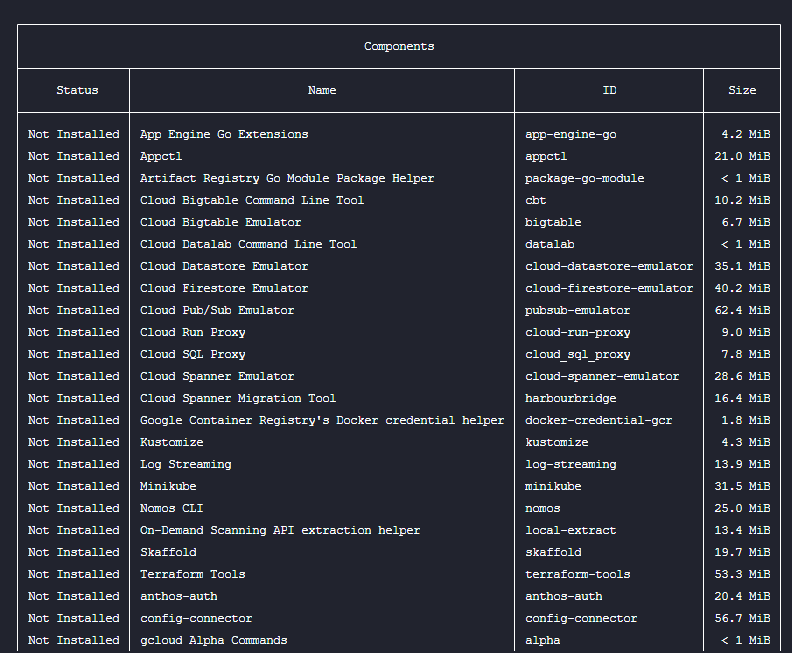 Components
Status Name ID Size
Not Installed App Engine Go Extensions app-engine-go 4.2 MiB
Not Installed Appctl appctl 21.0 MiB
Not Installed Artifact Registry Go Module Package Helper package-go-module < 1 MiB
Not Installed Cloud Bigtable Command Line Tool cbt 10.2 MiB
Not Installed Cloud Bigtable Emulator bigtable 6.7 MiB
Not Installed Cloud Datalab Command Line Tool datalab < 1 MiB
Not Installed Cloud Datastore Emulator cloud-datastore-emulator 35.1 MiB
Not Installed Cloud Firestore Emulator cloud-firestore-emulator 40.2 MiB
Not Installed Cloud Pub/Sub Emulator pubsub-emulator 62.4 MiB
Not Installed Cloud Run Proxy cloud-run-proxy 9.0 MiB
Not Installed Cloud SQL Proxy cloud_sql_proxy 7.8 MiB
Not Installed Cloud Spanner Emulator cloud-spanner-emulator 28.6 MiB
Not Installed Cloud Spanner Migration Tool harbourbridge 16.4 MiB
Not Installed Google Container Registry's Docker credential helper docker-credential-gcr 1.8 MiB
Not Installed Kustomize kustomize 4.3 MiB
Not Installed Log Streaming log-streaming 13.9 MiB
Not Installed Minikube minikube 31.5 MiB
Not Installed Nomos CLI nomos 25.0 MiB
Not Installed On-Demand Scanning API extraction helper local-extract 13.4 MiB
Not Installed Skaffold skaffold 19.7 MiB
Not Installed Terraform Tools terraform-tools 53.3 MiB
Not Installed anthos-auth anthos-auth 20.4 MiB
Not Installed config-connector config-connector 56.7 MiB
Not Installed gcloud Alpha Commands alpha < 1 MiB